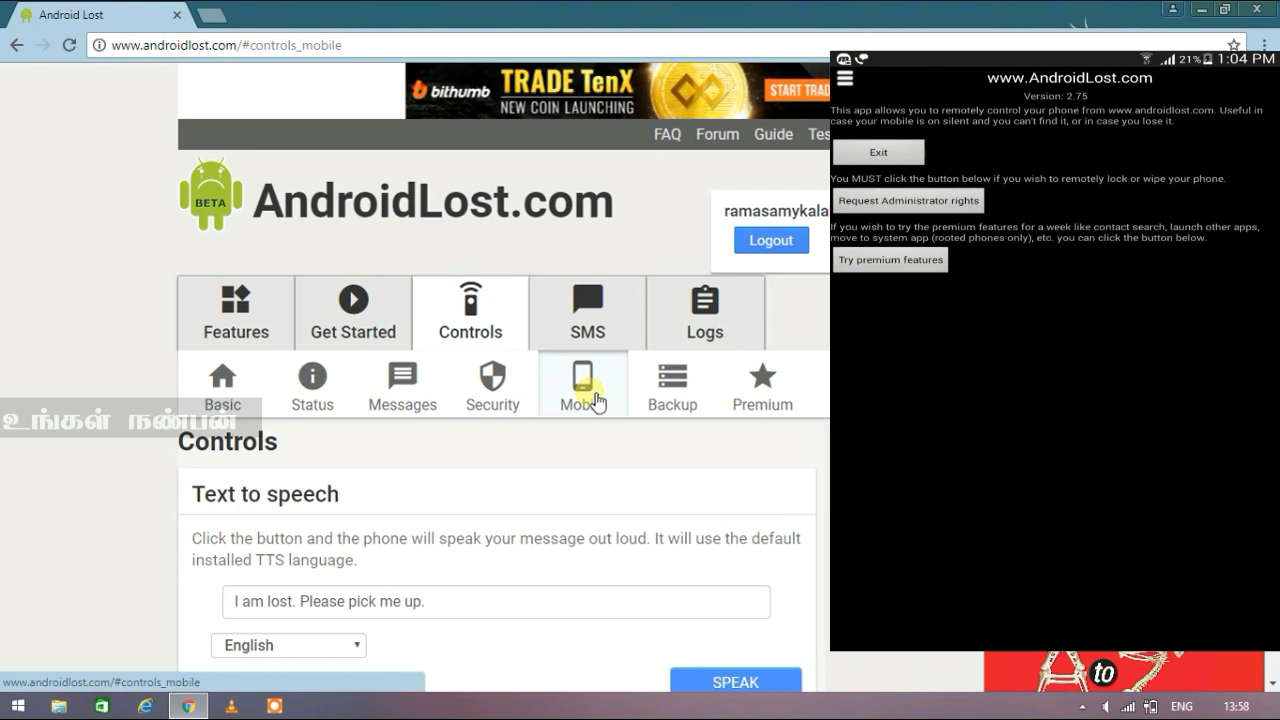 Android Lost
www.androidlost.com/#controls_mobile
bithumb
TRADE TenX
NEW COIN LAUNCHING
START TRAD
FAQ Forum Guide Tes
BETA
AndroidLost.com
ramasamykala
Logout
Features Get Started Controls SMS Logs
Basic Status Messages Security Mob Backup Premium
உங்கள் நண்பன்
Controls
Text to speech
Click the button and the phone will speak your message out loud. It will use the default
installed TTS language.
I am lost. Please pick me up.
English
SPEAK
www.androidlost.com/#controls_mobile
21% 1:04 PM
www.AndroidLost.com
Version: 2.75
This app allows you to remotely control your phone from www.androidlost.com. Useful in
case your mobile is on silent and you can't find it, or in case you lose it.
Exit
You MUST click the button below if you wish to remotely lock or wipe your phone.
Request Administrator rights
If you wish to try the premium features for a week like contact search, launch other apps,
move to system app (rooted phones only), etc. you can click the button below.
Try premium features
A to Z
ENG 13:58